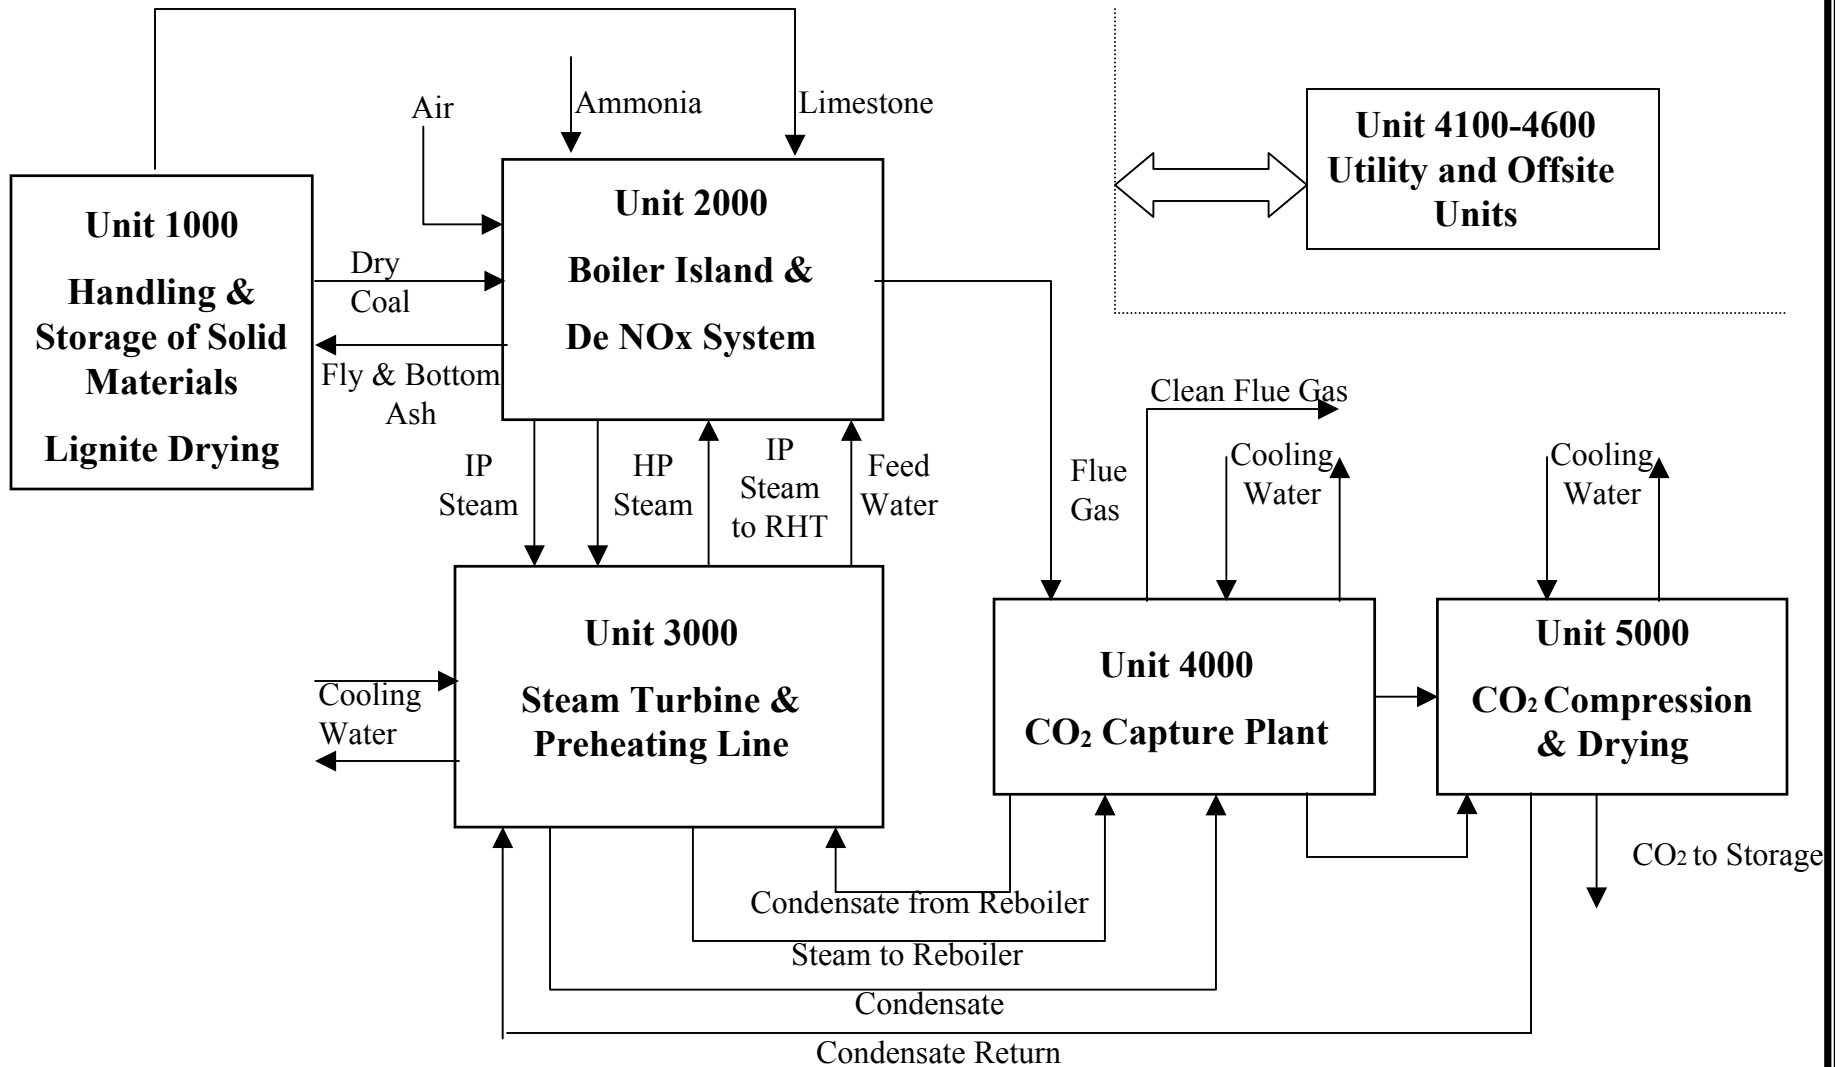 Air
Ammonia
Limestone
Unit 4100-4600
Utility and Offsite
Units
Unit 1000
Handling &
Storage of Solid
Materials
Lignite Drying
Dry
Coal
Fly & Bottom
Ash
Unit 2000
Boiler Island &
De NOx System
IP
Steam
HP
Steam
IP
Steam
to RHT
Feed
Water
Flue
Gas
Clean Flue Gas
Cooling
Water
Cooling
Water
Cooling
Water
Unit 3000
Steam Turbine &
Preheating Line
Unit 4000
CO2 Capture Plant
Unit 5000
CO2 Compression
& Drying
CO2 to Storage
Condensate from Reboiler
Steam to Reboiler
Condensate
Condensate Return